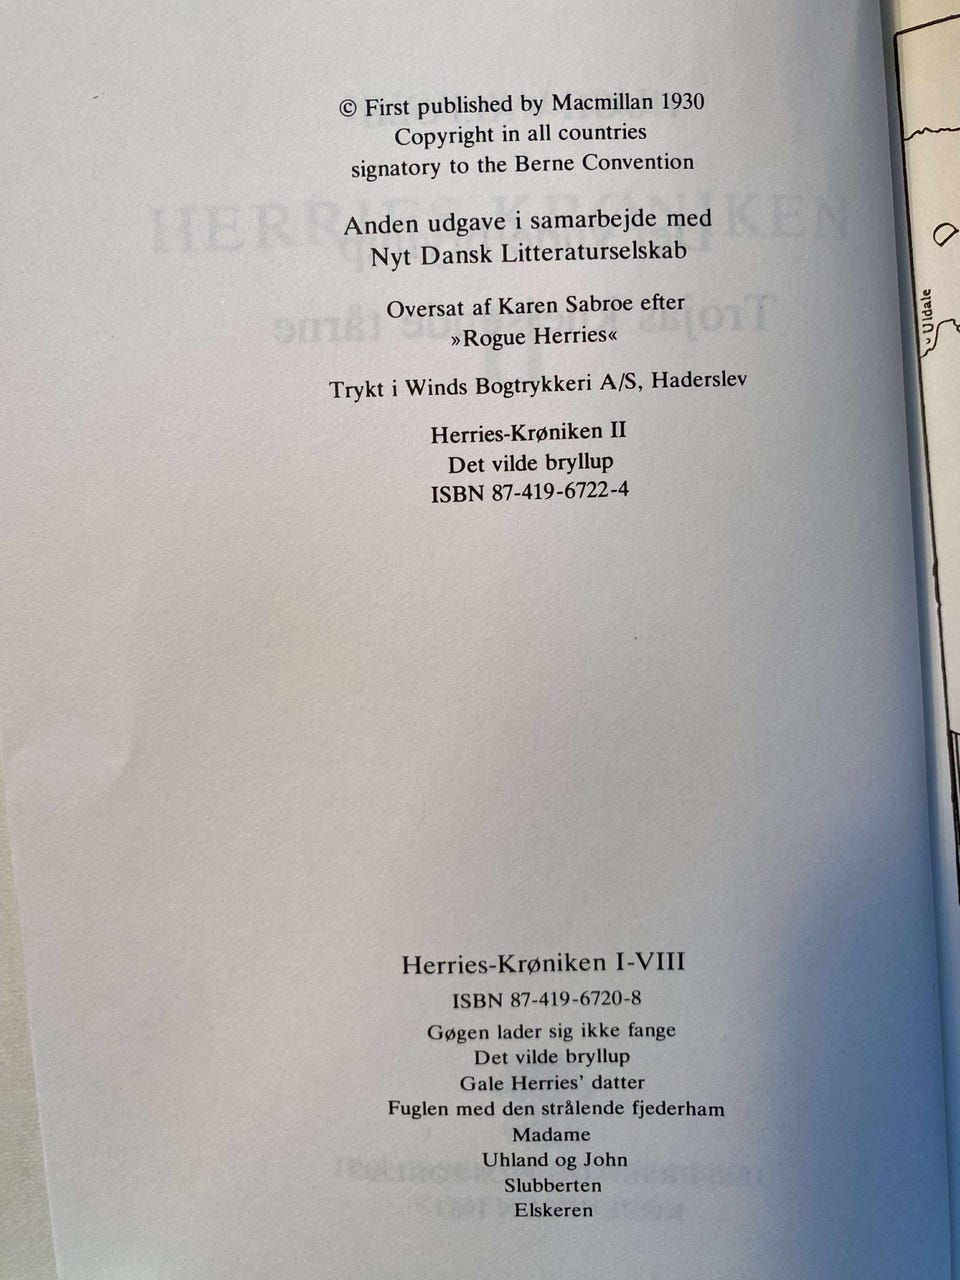 © First published by Macmillan 1930
Copyright in all countries
signatory to the Berne Convention
Anden udgave i samarbejde med
Nyt Dansk Litteraturselskab
Oversat af Karen Sabroe efter
»Rogue Herries«
Trykt i Winds Bogtrykkeri A/S, Haderslev
Herries-Krøniken II
Det vilde bryllup
ISBN 87-419-6722-4
Herries-Krøniken I-VIII
ISBN 87-419-6720-8
Gøgen lader sig ikke fange
Det vilde bryllup
Gale Herries’ datter
Fuglen med den strålende fjederham
Madame
Uhland og John
Slubberten
Elskeren
Uldale